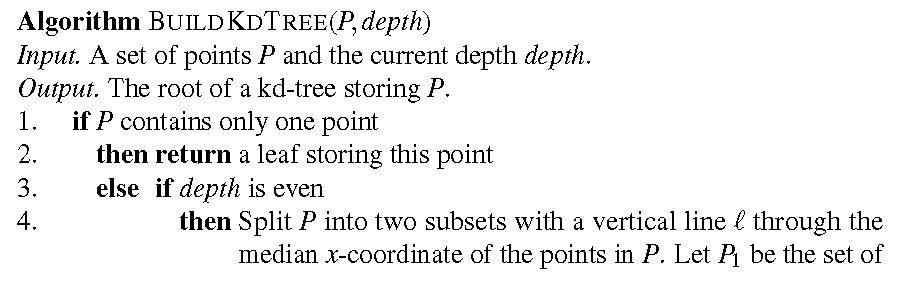 Algorithm BUILDKDTREE(P, depth)
Input. A set of points P and the current depth depth.
Output. The root of a kd-tree storing P.
1. if P contains only one point
2. then return a leaf storing this point
3. else if depth is even
4. then Split P into two subsets with a vertical line ℓ through the
median x-coordinate of the points in P. Let P₁ be the set of